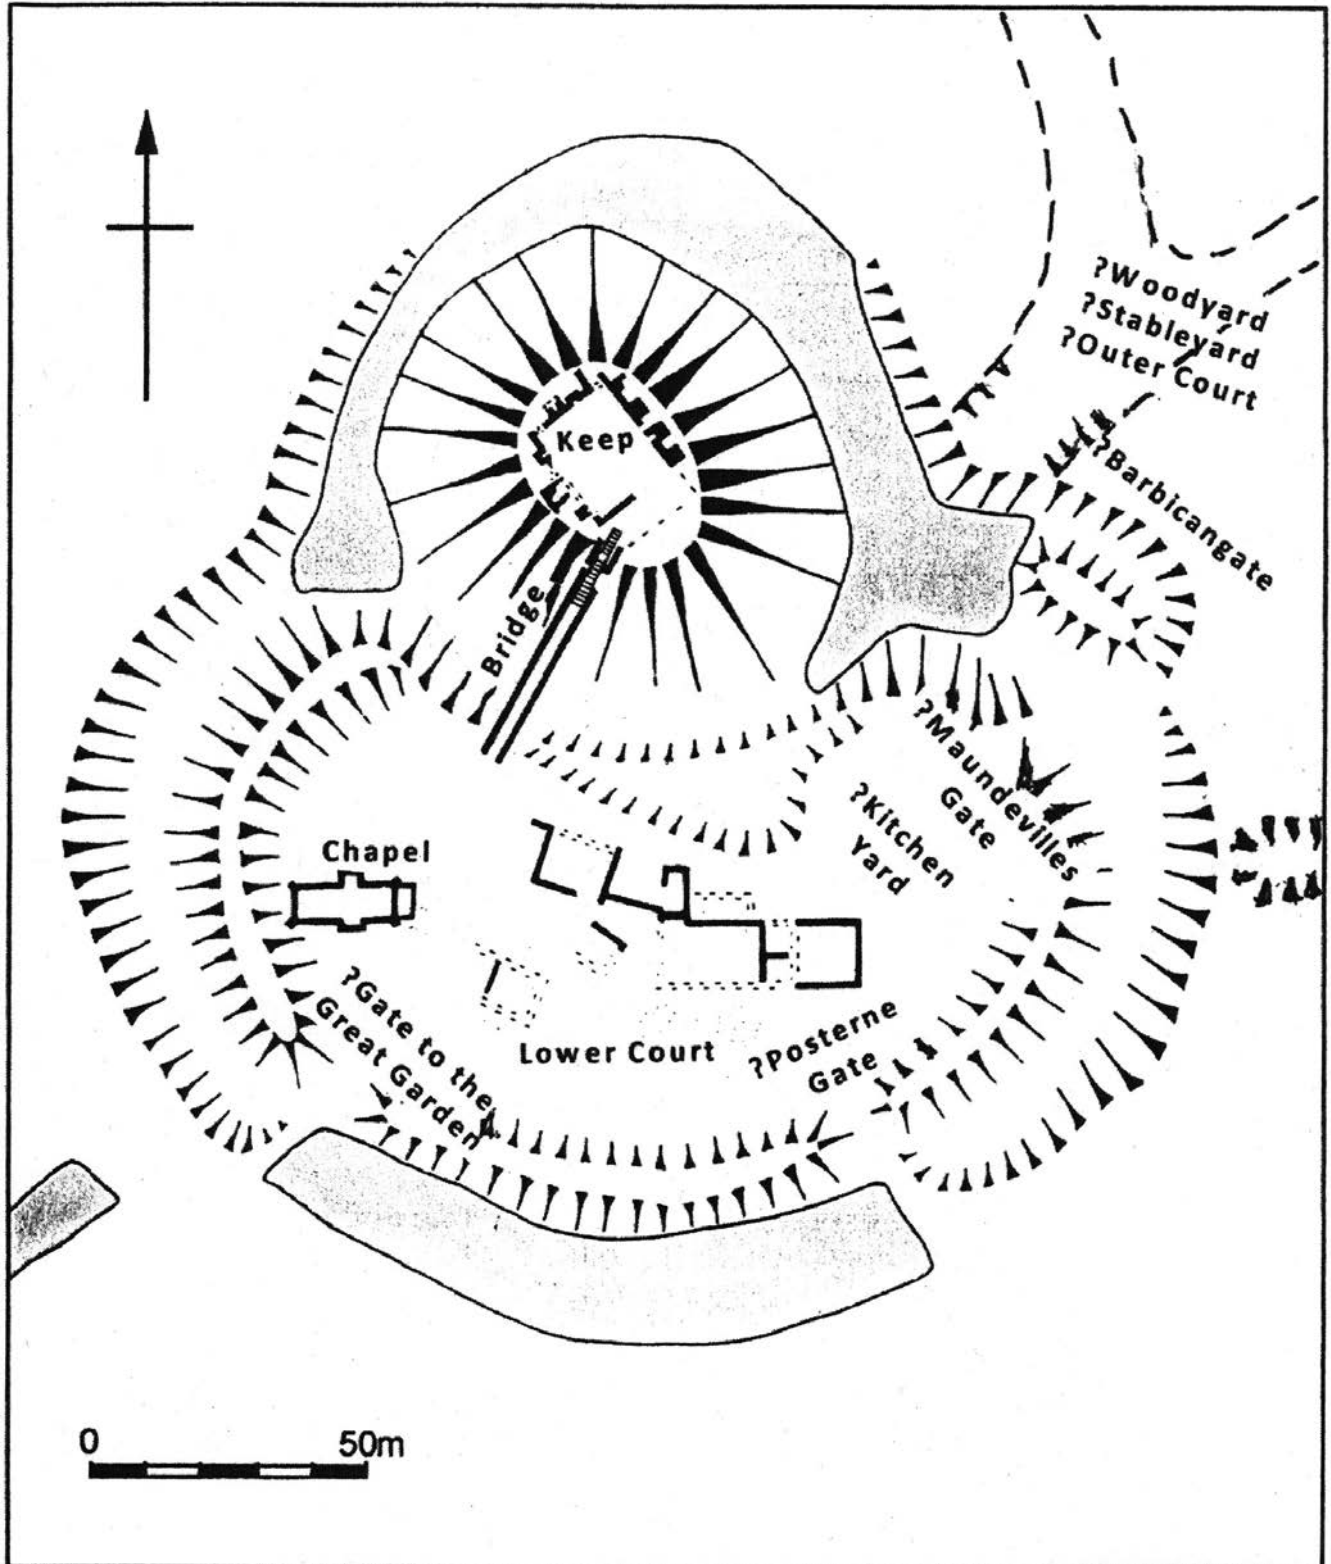 ?Woodyard
?Stableyard
?Outer Court
Keep
?Barbicangate
Bridge
?Maundevilles
Gate
?Kitchen
Yard
Chapel
?Gate to the
Great Garden
Lower Court
?Posterne
Gate
0 50m